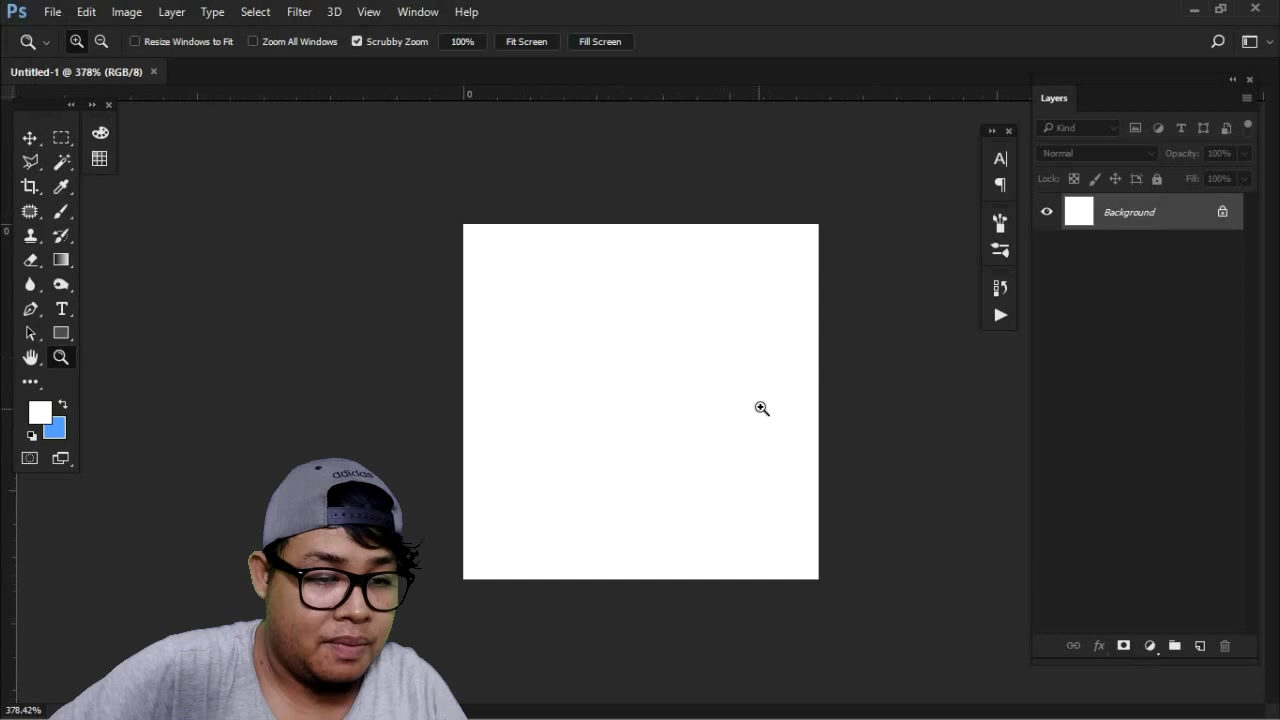 Ps File Edit Image Layer Type Select Filter 3D View Window Help
Resize Windows to Fit Zoom All Windows Scrubby Zoom 100% Fit Screen Fill Screen
Untitled-1 @ 378% (RGB/8)
0
Layers
Kind
Normal Opacity: 100%
Lock: Fill: 100%
Background
0
adidas
378.42%